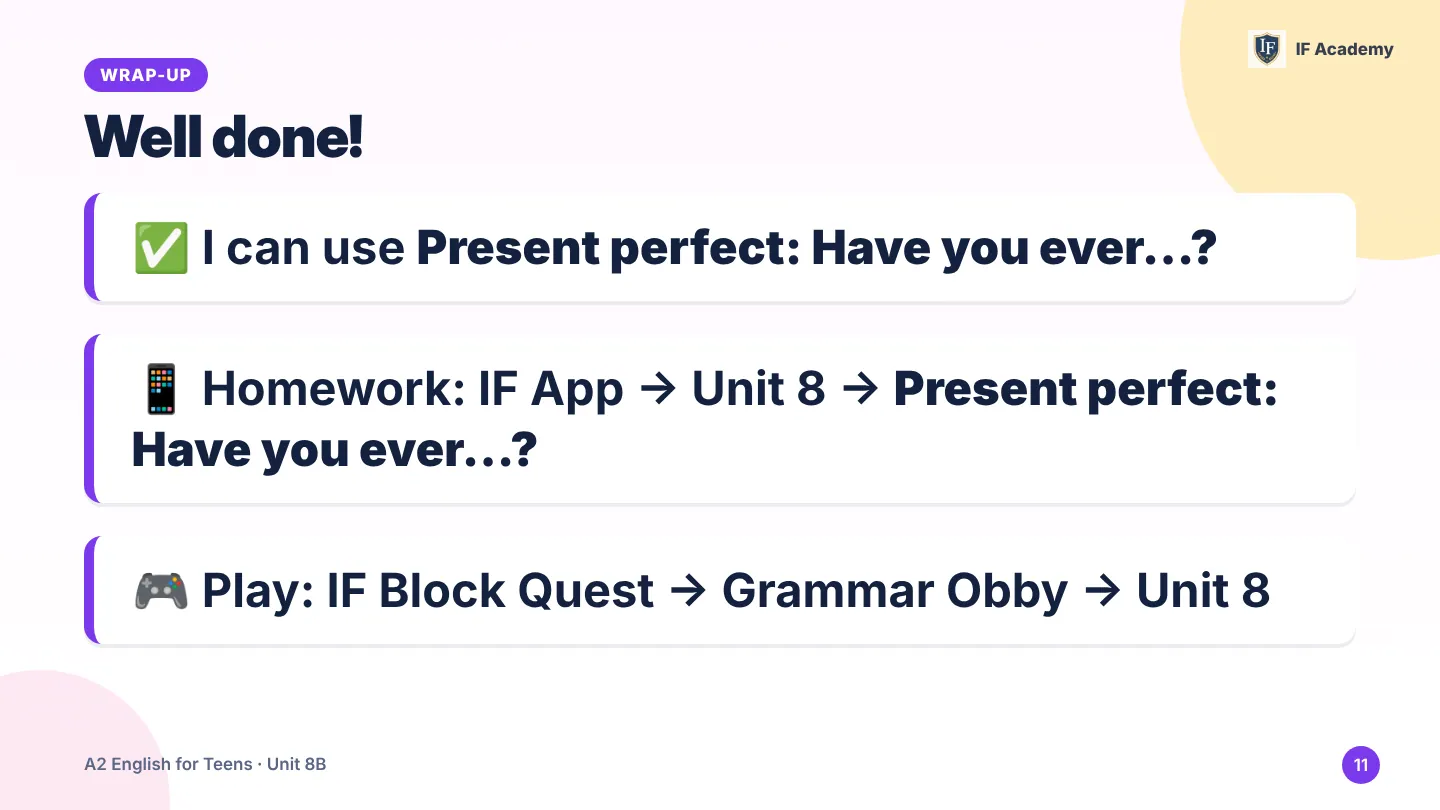 IF
IF Academy
WRAP-UP
Well done!
✅ I can use Present perfect: Have you ever…?
📱 Homework: IF App → Unit 8 → Present perfect:
Have you ever…?
🎮 Play: IF Block Quest → Grammar Obby → Unit 8
A2 English for Teens · Unit 8B
11